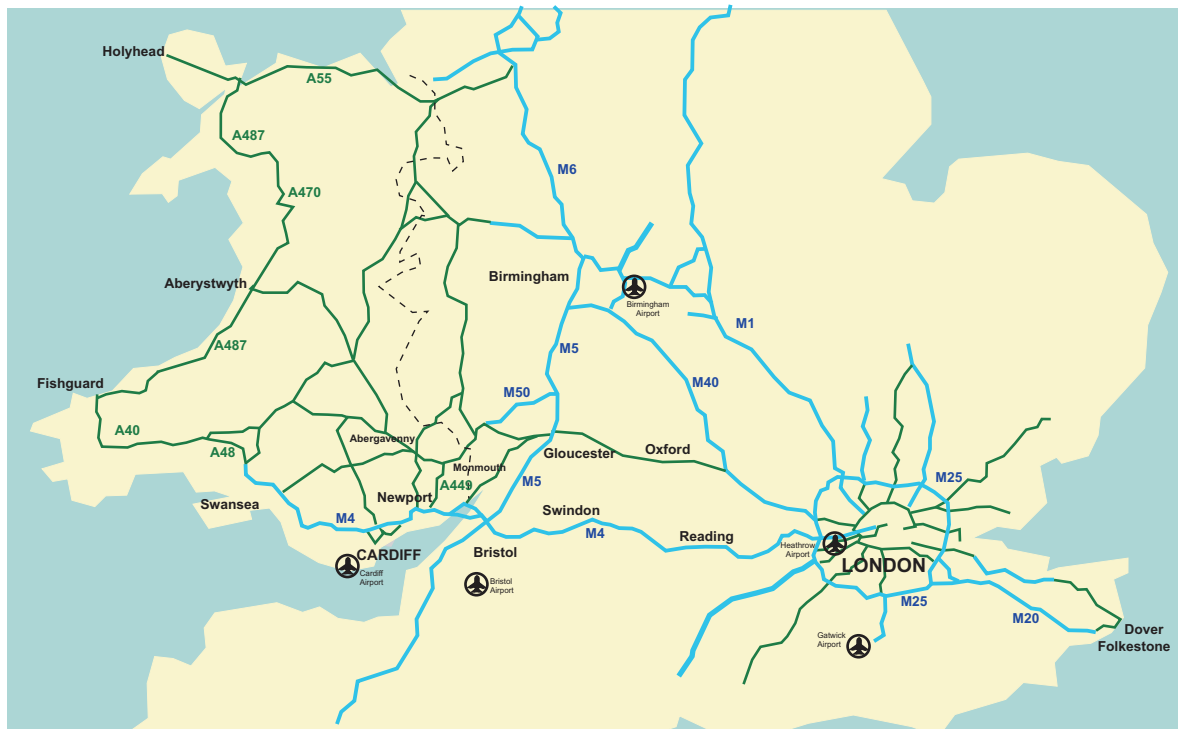 Holyhead
A55
A487
M6
A470
Birmingham
Aberystwyth
Birmingham
Airport
M1
A487
M5
M40
Fishguard
M50
A40
Abergavenny
A48
Gloucester
Oxford
Monmouth
M25
A449
M5
Newport
Swansea
Swindon
M4
M4
Reading
CARDIFF
Bristol
Heathrow
Airport
LONDON
Cardiff
Airport
Bristol
Airport
M25
M20
Gatwick
Airport
Dover
Folkestone